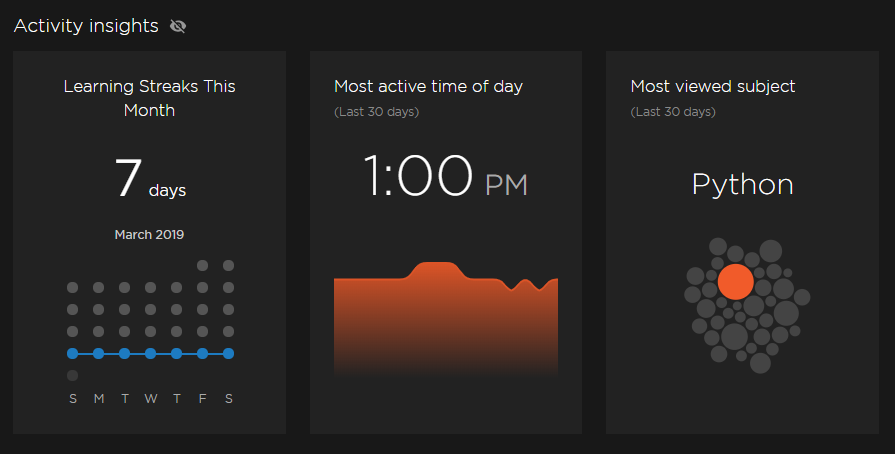 Activity insights
Learning Streaks This
Month
7 days
March 2019
S M T W T F S
Most active time of day
(Last 30 days)
1:00 PM
Most viewed subject
(Last 30 days)
Python